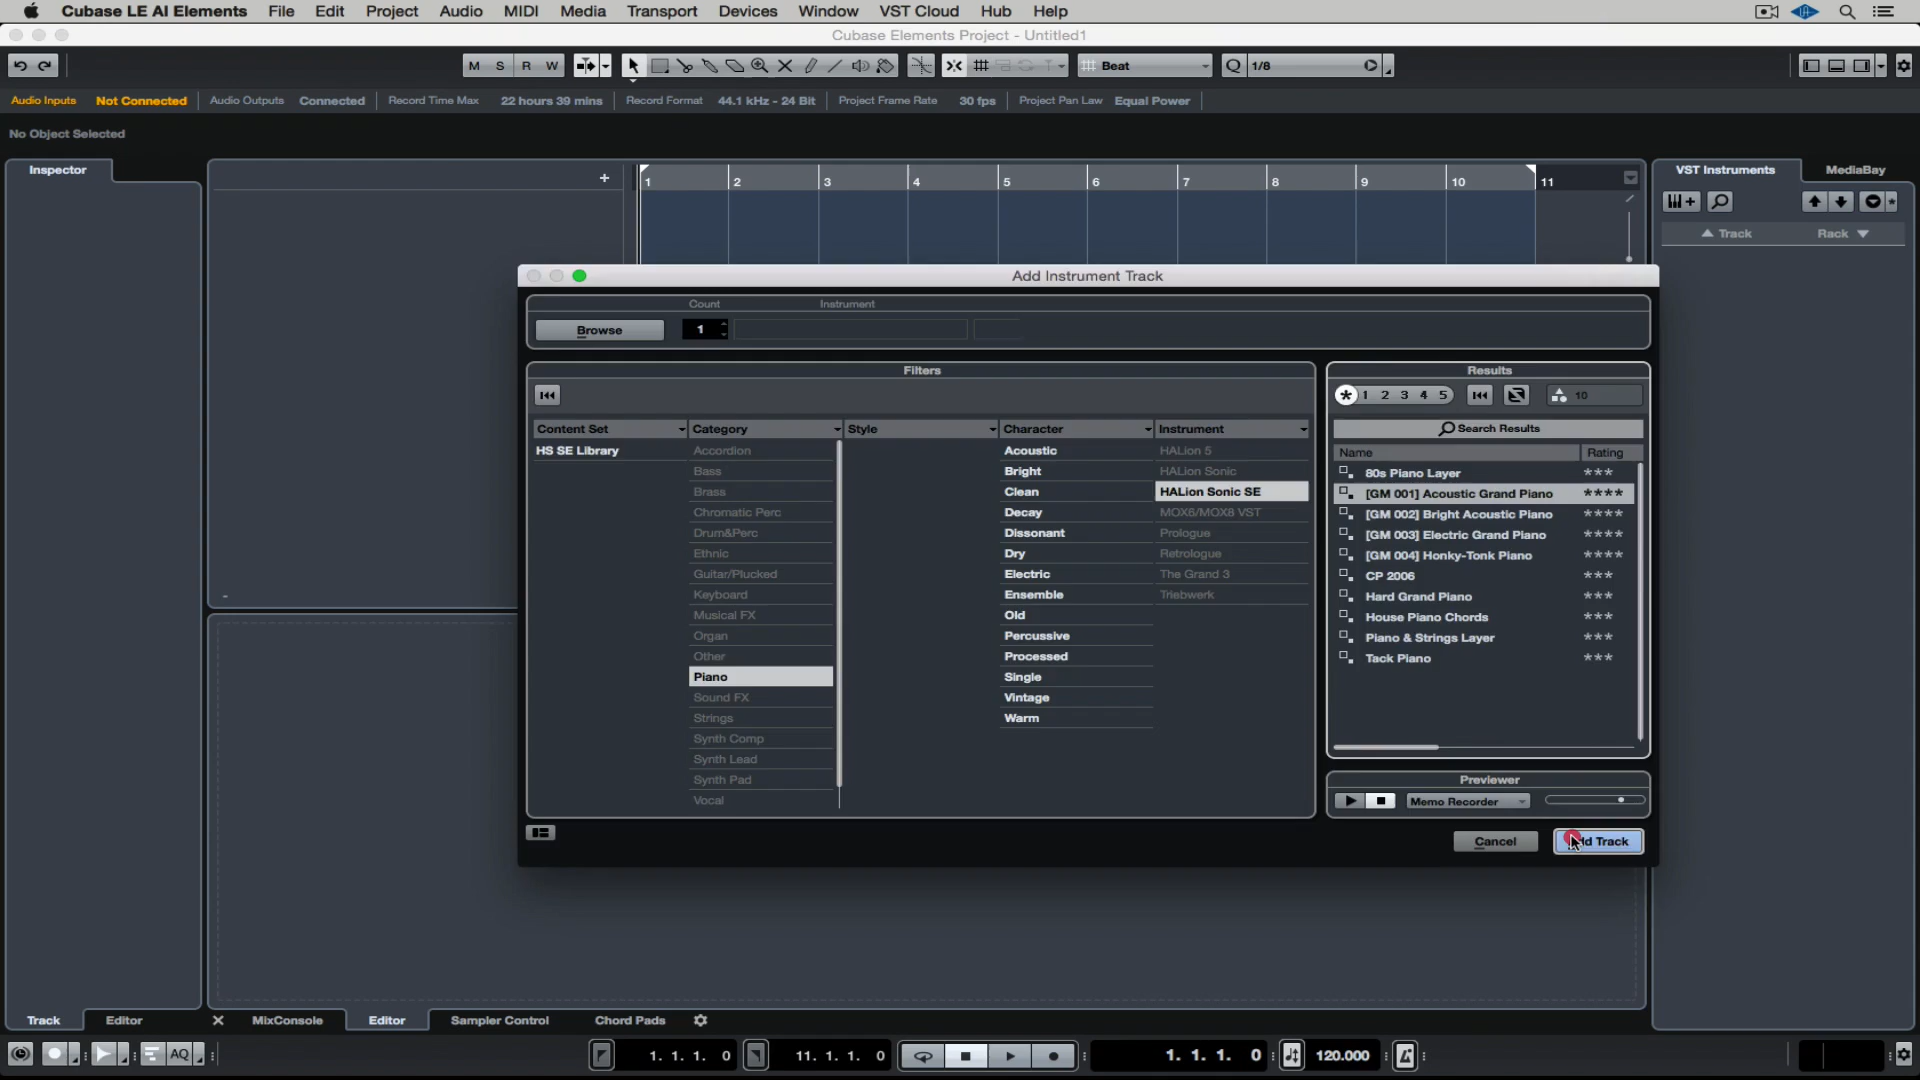 Cubase LE AI Elements File Edit Project Audio MIDI Media Transport Devices Window VST Cloud Hub Help
Cubase Elements Project - Untitled1
M S R W Beat Q 1/8
Audio Inputs Not Connected Audio Outputs Connected Record Time Max 22 hours 39 mins Record Format 44.1 kHz - 24 Bit Project Frame Rate 30 fps Project Pan Law Equal Power
No Object Selected
Inspector
+ 1 2 3 4 5 6 7 8 9 10 11
VST Instruments MediaBay
Track Rack
Add Instrument Track
Count Instrument
Browse 1
Filters
Content Set Category Style Character Instrument
HS SE Library
Accordion
Bass
Brass
Chromatic Perc
Drum&Perc
Ethnic
Guitar/Plucked
Keyboard
Musical FX
Organ
Other
Piano
Sound FX
Strings
Synth Comp
Synth Lead
Synth Pad
Vocal
Acoustic
Bright
Clean
Decay
Dissonant
Dry
Electric
Ensemble
Old
Percussive
Processed
Single
Vintage
Warm
HALion 5
HALion Sonic
HALion Sonic SE
MOX6/MOX8 VST
Prologue
Retrologue
The Grand 3
Triebwerk
Results
* 1 2 3 4 5 10
Search Results
Name Rating
80s Piano Layer ***
[GM 001] Acoustic Grand Piano ****
[GM 002] Bright Acoustic Piano ****
[GM 003] Electric Grand Piano ****
[GM 004] Honky-Tonk Piano ****
CP 2006 ***
Hard Grand Piano ***
House Piano Chords ***
Piano & Strings Layer ***
Tack Piano ***
Previewer
Memo Recorder
Cancel dd Track
Track Editor
MixConsole Editor Sampler Control Chord Pads
AQ 1. 1. 1. 0 11. 1. 1. 0 1. 1. 1. 0 120.000